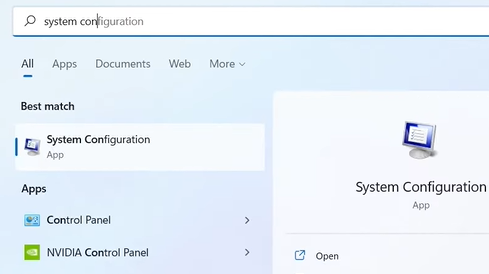 system configuration
All Apps Documents Web More
Best match
System Configuration
App
Apps
Control Panel
NVIDIA Control Panel
System Configuration
App
Open